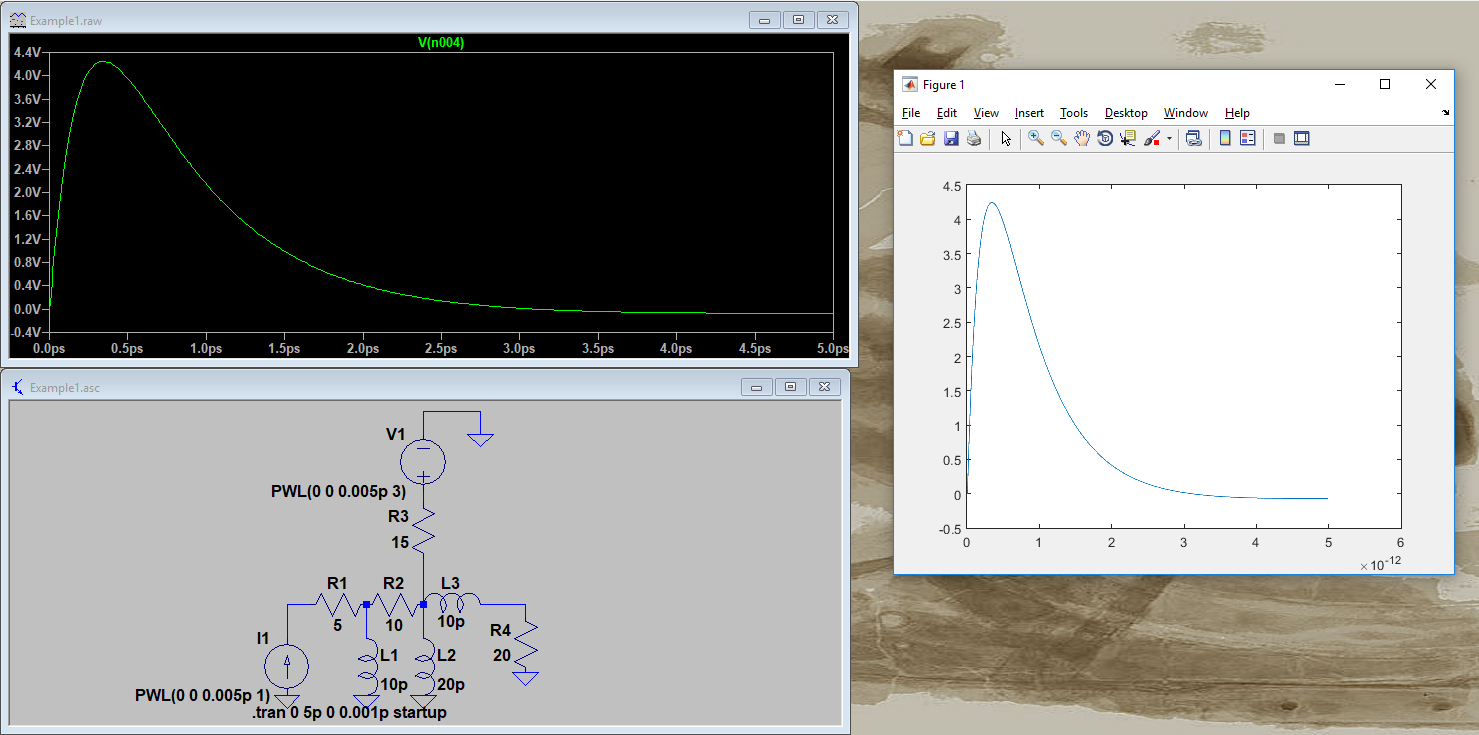 Example1.raw
V(n004)
4.4V
4.0V
3.6V
3.2V
2.8V
2.4V
2.0V
1.6V
1.2V
0.8V
0.4V
0.0V
-0.4V
0.0ps 0.5ps 1.0ps 1.5ps 2.0ps 2.5ps 3.0ps 3.5ps 4.0ps 4.5ps 5.0ps
Example1.asc
V1
PWL(0 0 0.005p 3)
R3
15
R1 R2 L3
5 10 10p
R4
20
I1
L1 L2
10p 20p
PWL(0 0 0.005p 1)
.tran 0 5p 0 0.001p startup
Figure 1
File Edit View Insert Tools Desktop Window Help
4.5
4
3.5
3
2.5
2
1.5
1
0.5
0
-0.5
0 1 2 3 4 5 6
×10-12